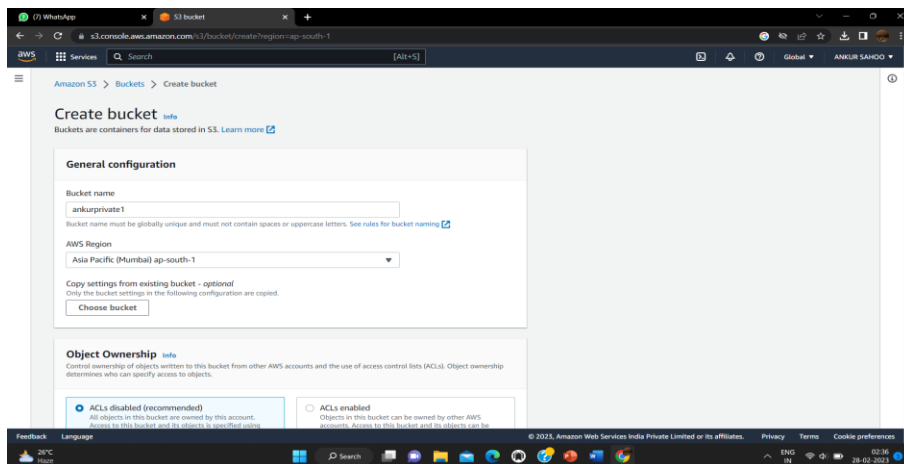 (7) WhatsApp
S3 bucket
s3.console.aws.amazon.com/s3/bucket/create?region=ap-south-1
aws
Services
Search
[Alt+S]
Global
ANKUR SAHOO
Amazon S3 > Buckets > Create bucket
Create bucket Info
Buckets are containers for data stored in S3. Learn more
General configuration
Bucket name
ankurprivate1
Bucket name must be globally unique and must not contain spaces or uppercase letters. See rules for bucket naming
AWS Region
Asia Pacific (Mumbai) ap-south-1
Copy settings from existing bucket - optional
Only the bucket settings in the following configuration are copied.
Choose bucket
Object Ownership Info
Control ownership of objects written to this bucket from other AWS accounts and the use of access control lists (ACLs). Object ownership
determines who can specify access to objects.
ACLs disabled (recommended)
All objects in this bucket are owned by this account.
Access to this bucket and its objects is specified using
ACLs enabled
Objects in this bucket can be owned by other AWS
accounts. Access to this bucket and its objects can be
Feedback
Language
© 2023, Amazon Web Services India Private Limited or its affiliates.
Privacy
Terms
Cookie preferences
26°C
Haze
Search
ENG
IN
02:36
28-02-2023